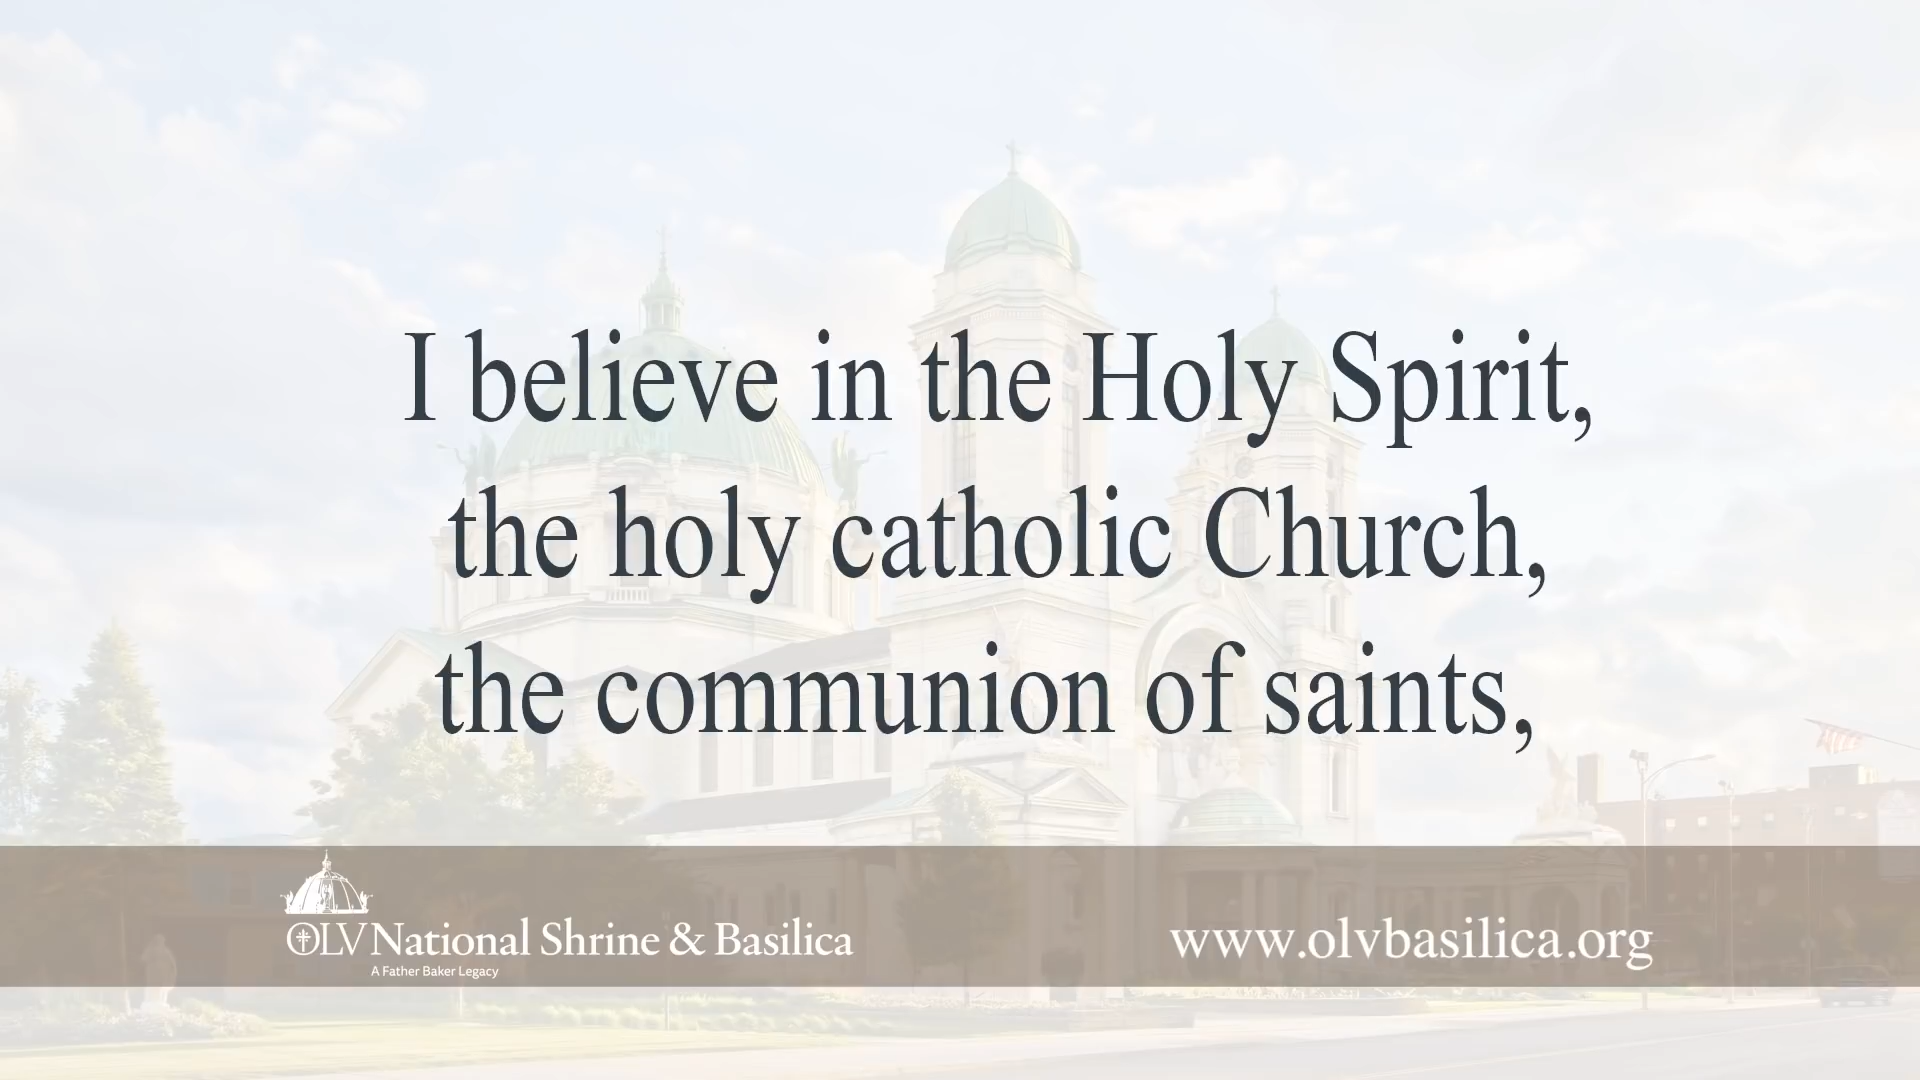 I believe in the Holy Spirit,
the holy catholic Church,
the communion of saints,
OLV National Shrine & Basilica
A Father Baker Legacy
www.olvbasilica.org